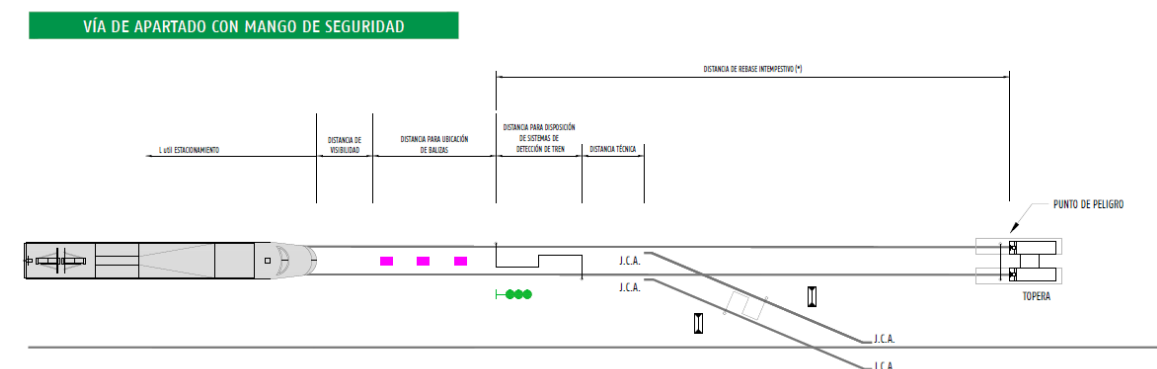 VÍA DE APARTADO CON MANGO DE SEGURIDAD
DISTANCIA DE REBASE INTEMPESTIVO (*)
L util ESTACIONAMIENTO
DISTANCIA DE
VISIBILIDAD
DISTANCIA PARA UBICACIÓN
DE BALIZAS
DISTANCIA PARA DISPOSICIÓN
DE SISTEMAS DE
DETECCIÓN DE TREN
DISTANCIA TÉCNICA
PUNTO DE PELIGRO
J.C.A.
J.C.A.
TOPERA
J.C.A.
J.C.A.